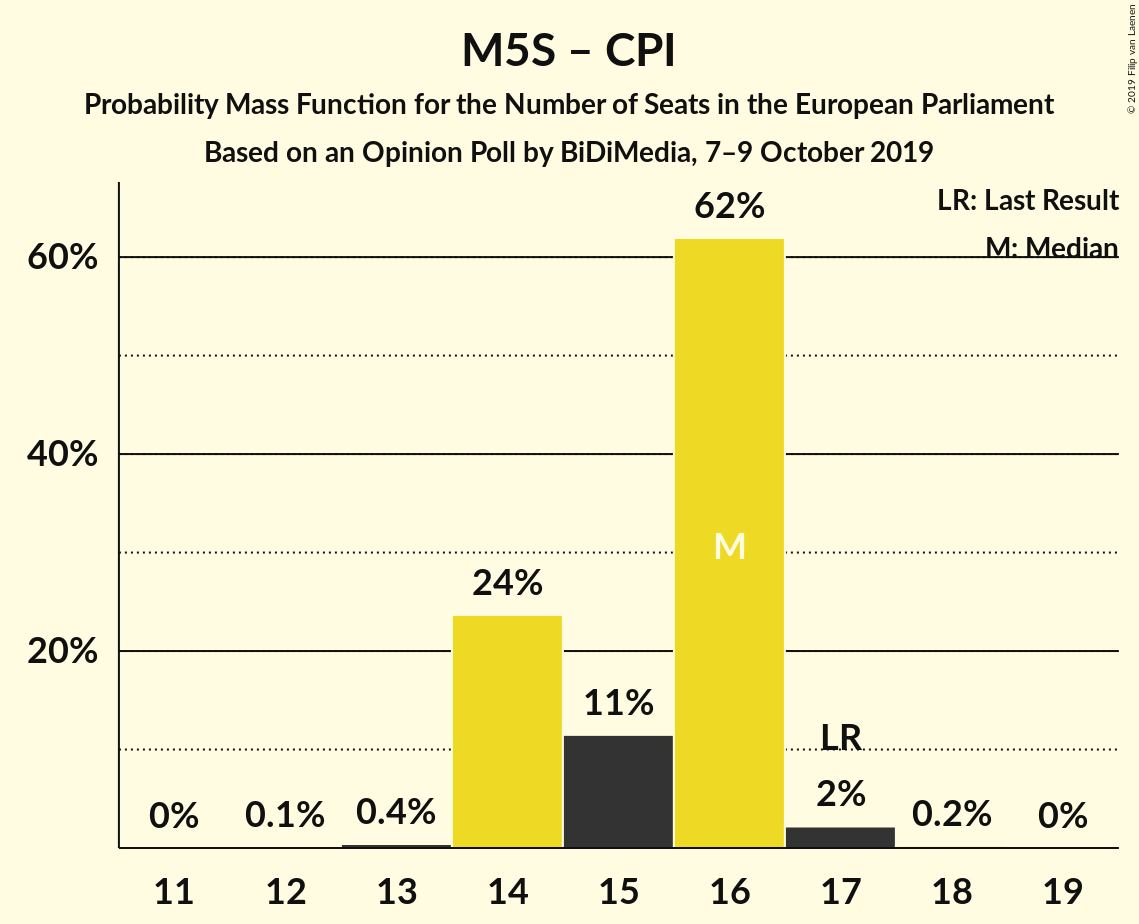 M5S – CPI
Probability Mass Function for the Number of Seats in the European Parliament
Based on an Opinion Poll by BiDiMedia, 7–9 October 2019
© 2019 Filip van Laenen
LR: Last Result
M: Median
60%
40%
20%
0%
0.1%
0.4%
24%
11%
62%
M
LR
2%
0.2%
0%
11 12 13 14 15 16 17 18 19